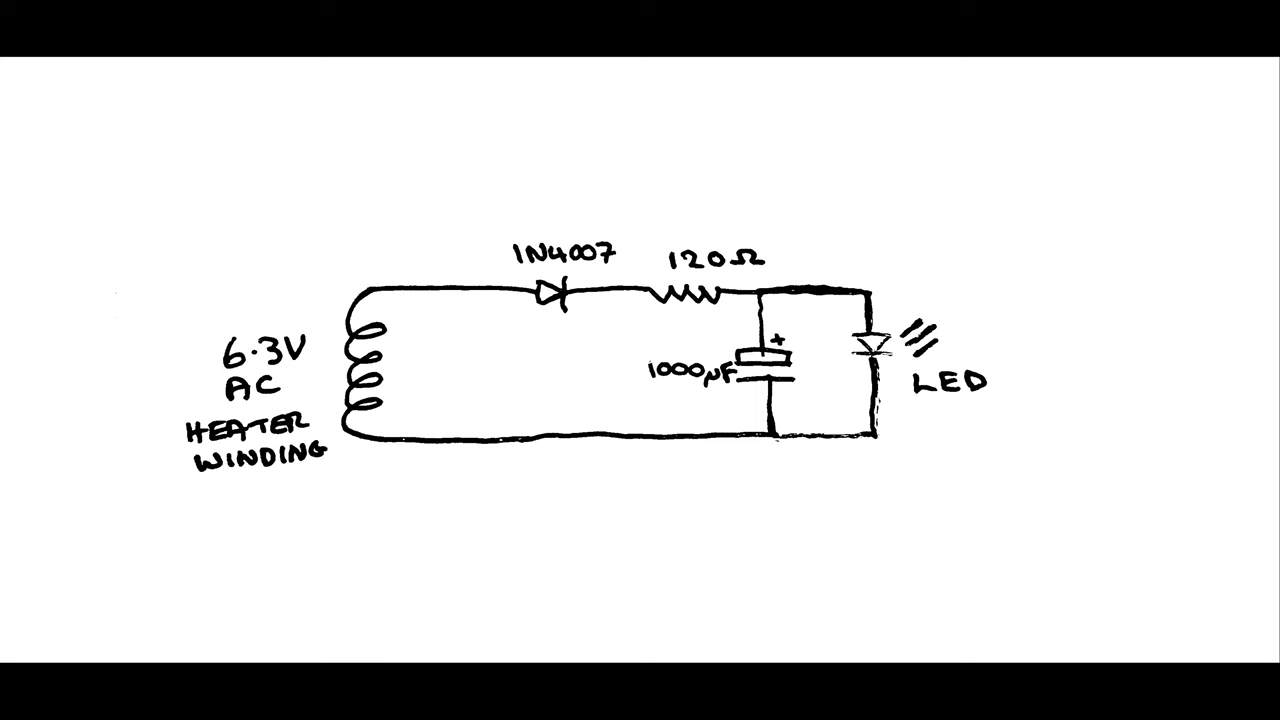 1N4007
120Ω
6.3V
AC
HEATER
WINDING
+
1000µF
LED